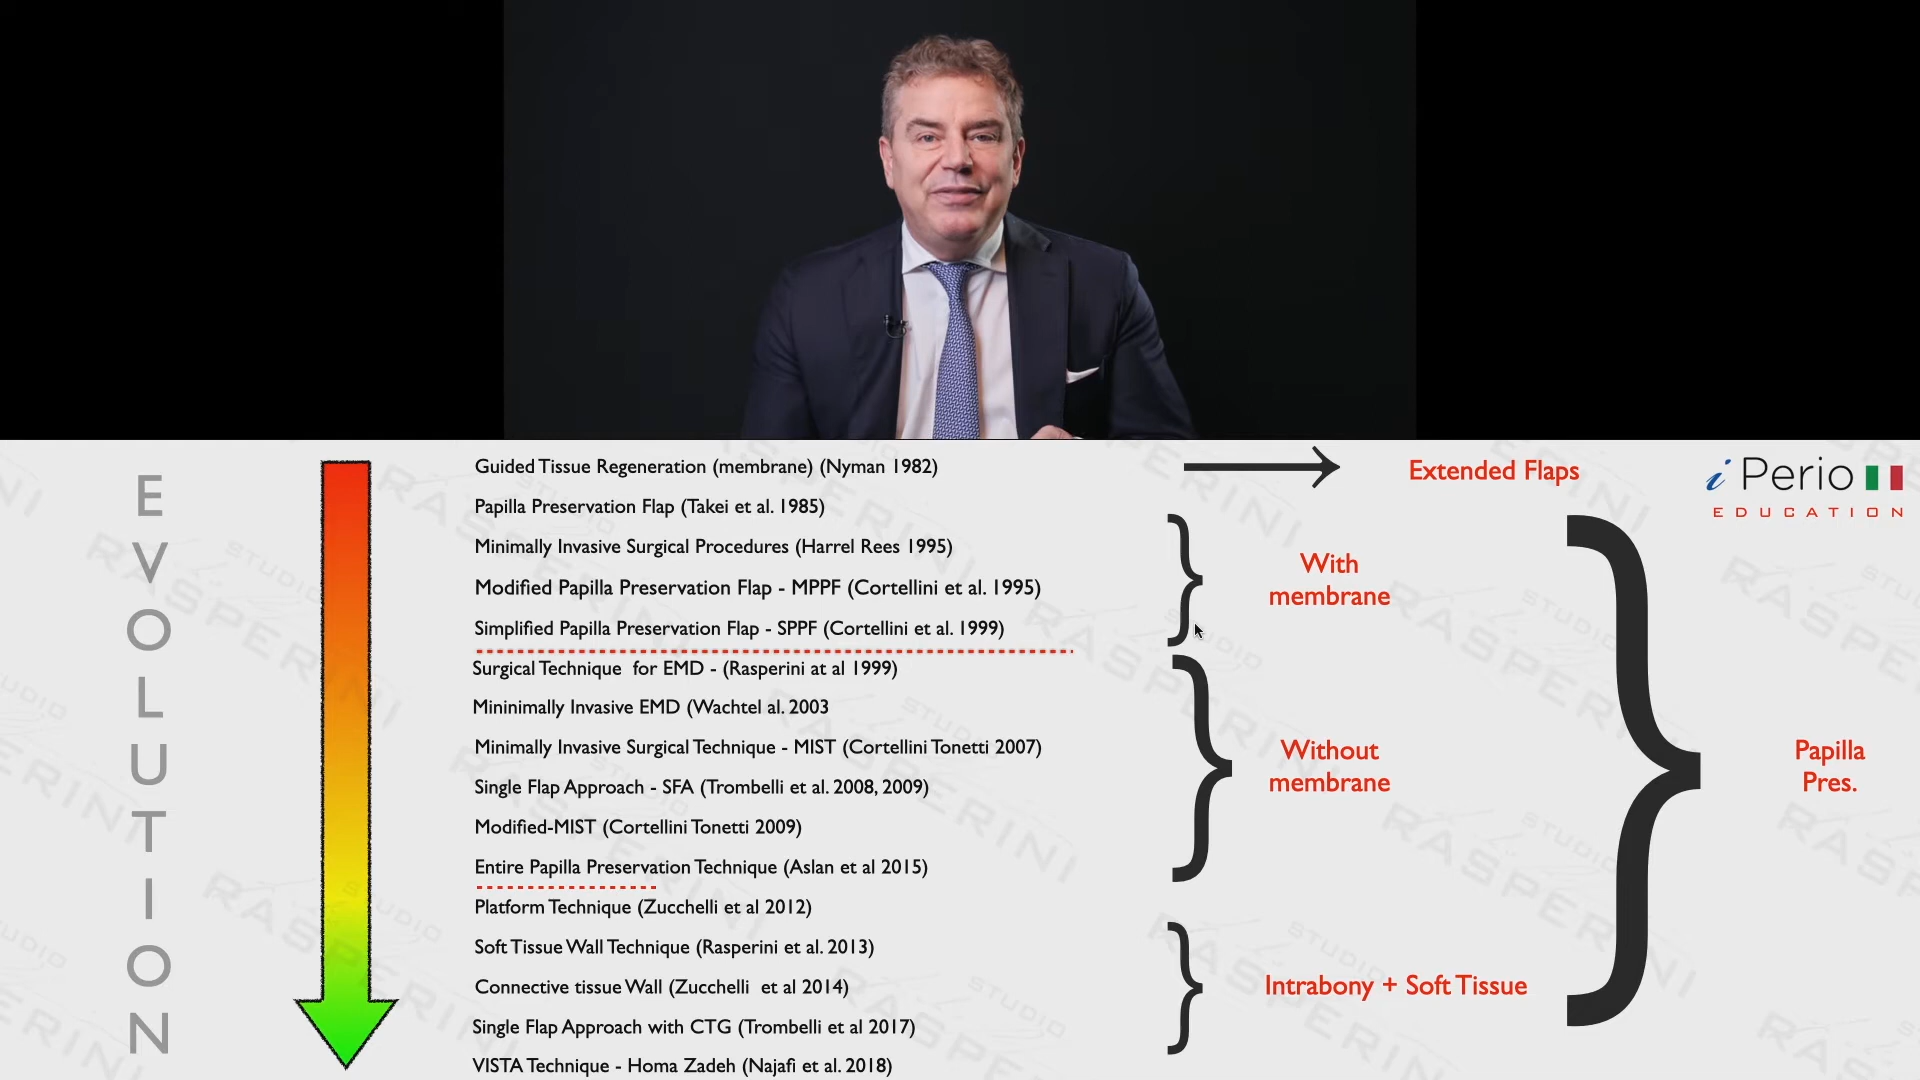 EVOLUTION
Guided Tissue Regeneration (membrane) (Nyman 1982)
Extended Flaps
i Perio
EDUCATION
Papilla Preservation Flap (Takei et al. 1985)
Minimally Invasive Surgical Procedures (Harrel Rees 1995)
Modified Papilla Preservation Flap - MPPF (Cortellini et al. 1995)
Simplified Papilla Preservation Flap - SPPF (Cortellini et al. 1999)
With
membrane
Surgical Technique for EMD - (Rasperini at al 1999)
Mininimally Invasive EMD (Wachtel al. 2003
Minimally Invasive Surgical Technique - MIST (Cortellini Tonetti 2007)
Single Flap Approach - SFA (Trombelli et al. 2008, 2009)
Modified-MIST (Cortellini Tonetti 2009)
Entire Papilla Preservation Technique (Aslan et al 2015)
Without
membrane
Papilla
Pres.
Platform Technique (Zucchelli et al 2012)
Soft Tissue Wall Technique (Rasperini et al. 2013)
Connective tissue Wall (Zucchelli et al 2014)
Single Flap Approach with CTG (Trombelli et al 2017)
VISTA Technique - Homa Zadeh (Najafi et al. 2018)
Intrabony + Soft Tissue
STUDIO
RASPERINI